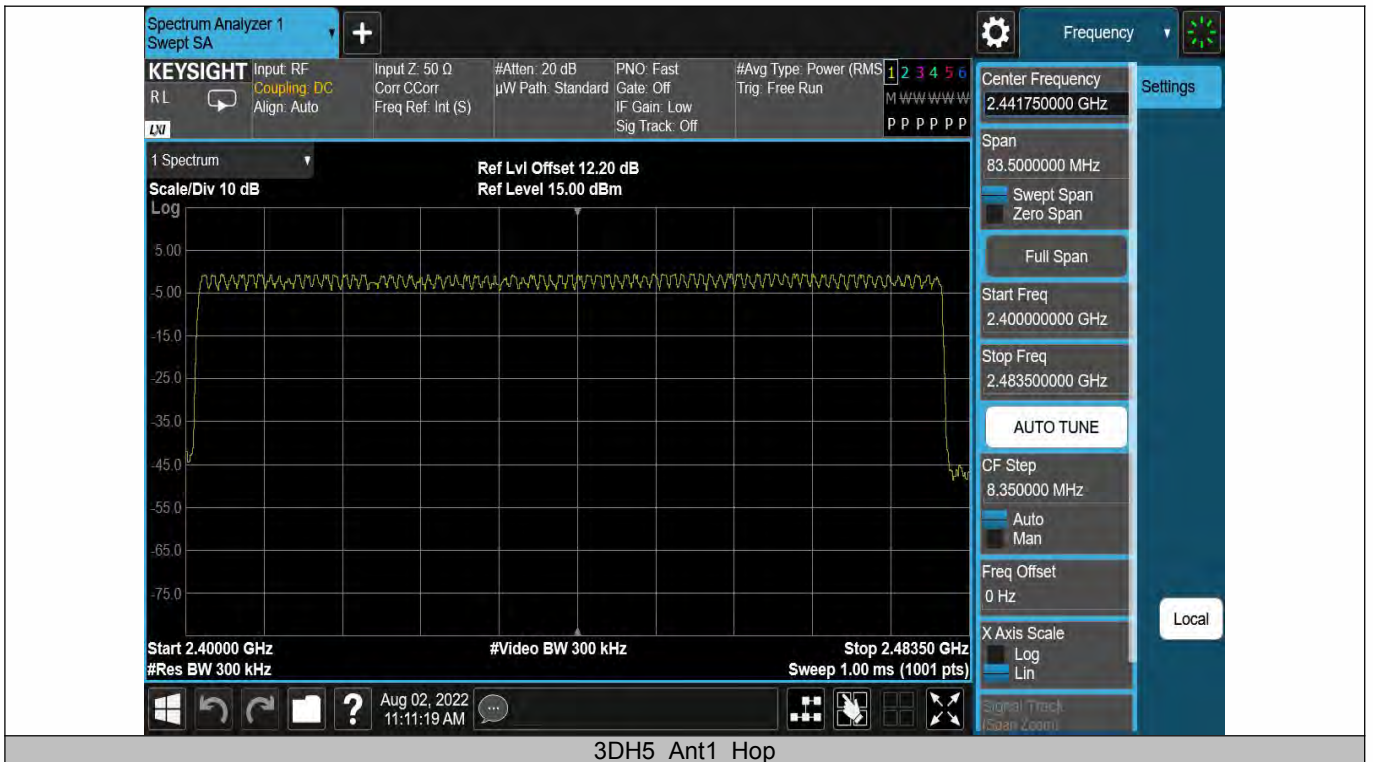 Spectrum Analyzer 1
Swept SA
+
Frequency
KEYSIGHT
RL
LXI
Input: RF
Coupling: DC
Align: Auto
Input Z: 50 Ω
Corr CCorr
Freq Ref: Int (S)
#Atten: 20 dB
µW Path: Standard
PNO: Fast
Gate: Off
IF Gain: Low
Sig Track: Off
#Avg Type: Power (RMS
Trig: Free Run
1 2 3 4 5 6
M W W W W W
P P P P P P
1 Spectrum
Scale/Div 10 dB
Ref Lvl Offset 12.20 dB
Ref Level 15.00 dBm
Log
5.00
-5.00
-15.0
-25.0
-35.0
-45.0
-55.0
-65.0
-75.0
Start 2.40000 GHz
#Res BW 300 kHz
#Video BW 300 kHz
Stop 2.48350 GHz
Sweep 1.00 ms (1001 pts)
Center Frequency
2.441750000 GHz
Settings
Span
83.5000000 MHz
Swept Span
Zero Span
Full Span
Start Freq
2.400000000 GHz
Stop Freq
2.483500000 GHz
AUTO TUNE
CF Step
8.350000 MHz
Auto
Man
Freq Offset
0 Hz
X Axis Scale
Log
Lin
Local
Signal Track
(Span Zoom)
?
Aug 02, 2022
11:11:19 AM
3DH5_Ant1_Hop